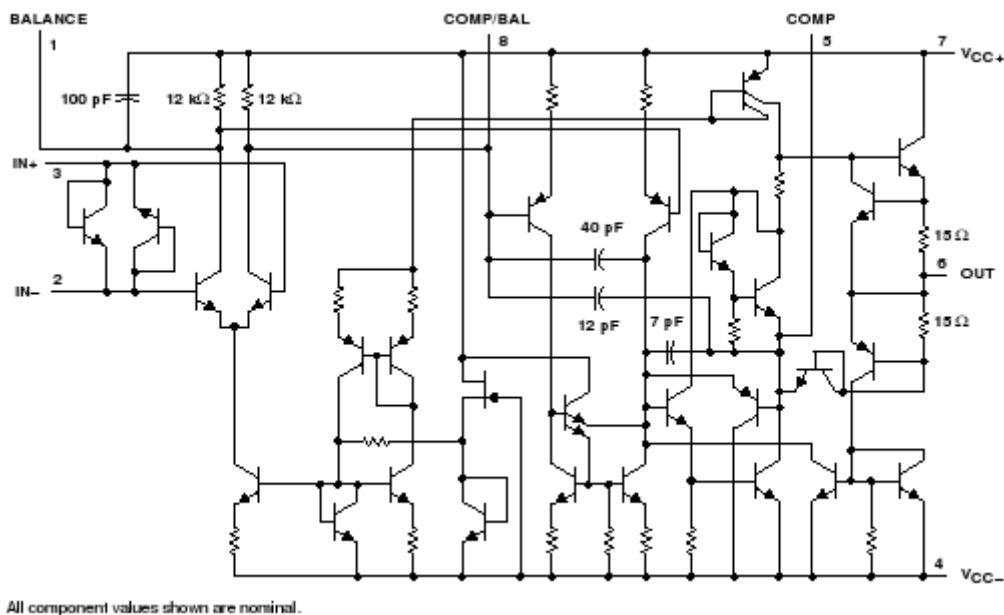 BALANCE
COMP/BAL
COMP
1
8
5
7
VCC+
100 pF
12 kΩ
12 kΩ
IN+
3
15 Ω
40 pF
6
OUT
2
IN−
12 pF
7 pF
15 Ω
4
VCC−
All component values shown are nominal.